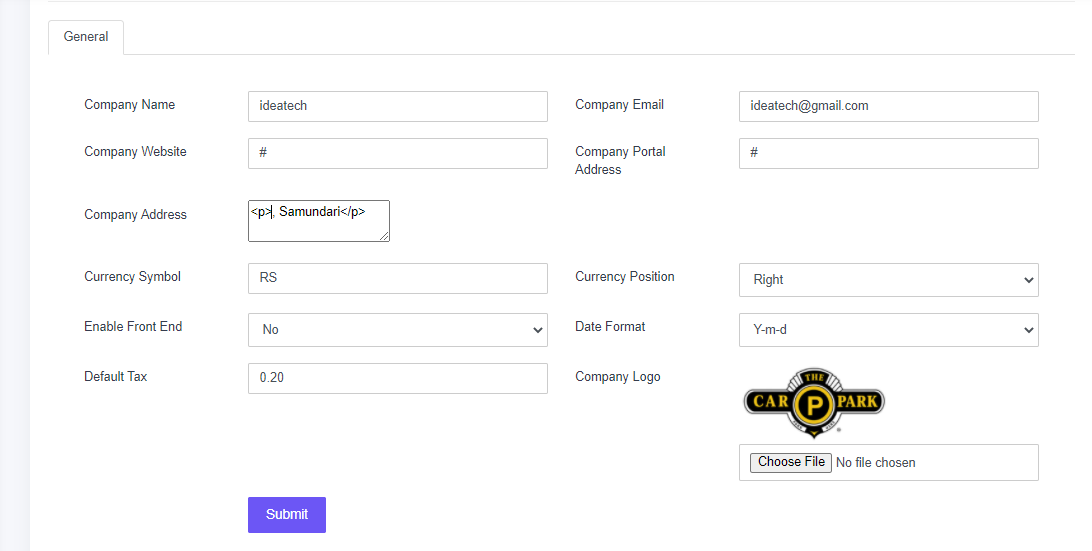 General
Company Name
ideatech
Company Email
ideatech@gmail.com
Company Website
#
Company Portal
Address
#
Company Address
<p>, Samundari</p>
Currency Symbol
RS
Currency Position
Right
Enable Front End
No
Date Format
Y-m-d
Default Tax
0.20
Company Logo
THE
CAR P PARK
Choose File No file chosen
Submit